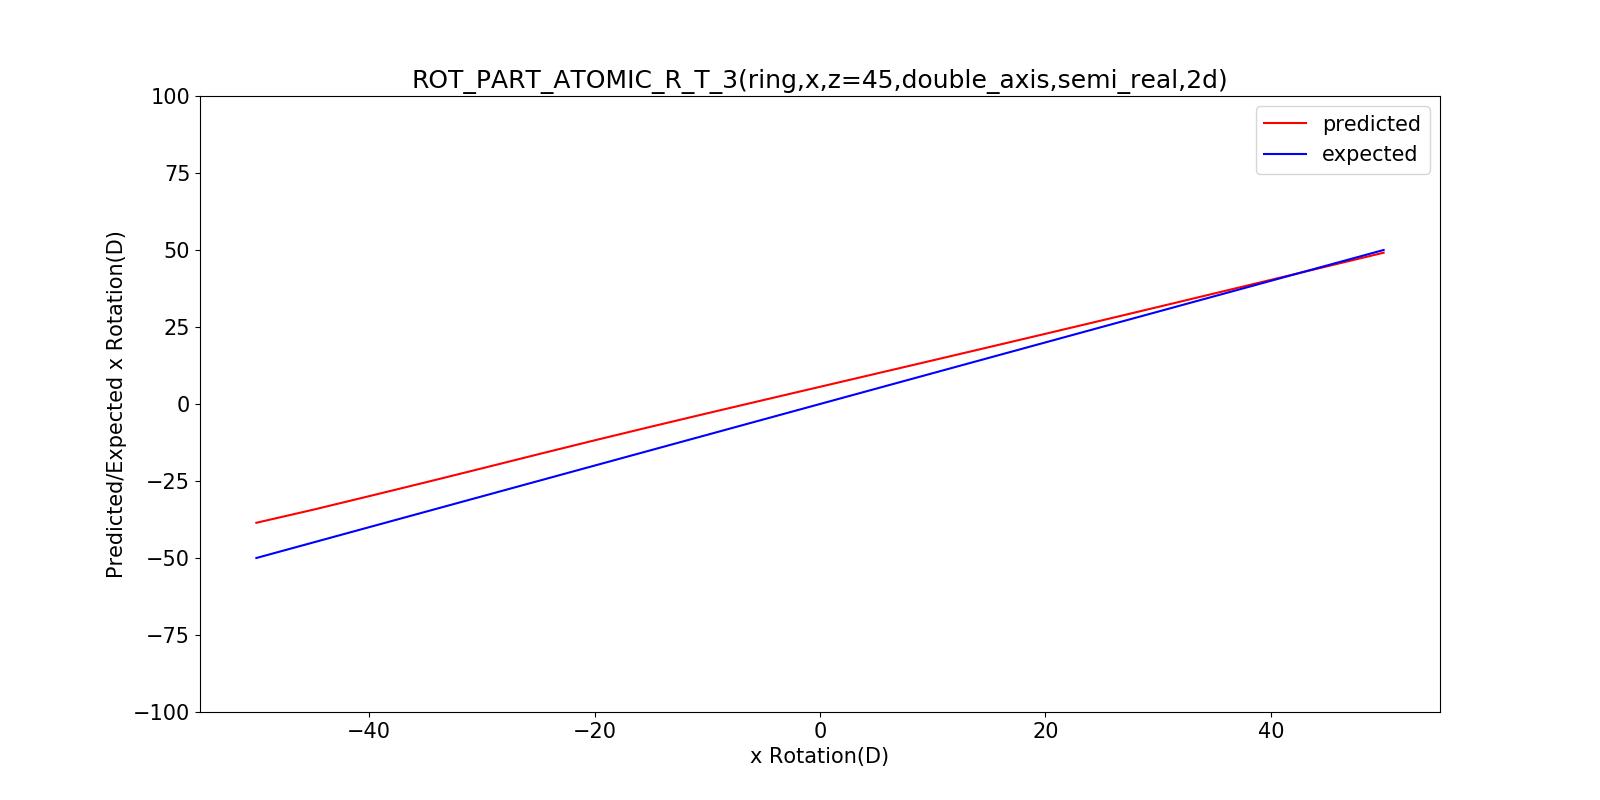 ROT_PART_ATOMIC_R_T_3(ring,x,z=45,double_axis,semi_real,2d)
predicted
expected
100
75
50
25
0
−25
−50
−75
−100
Predicted/Expected x Rotation(D)
−40 −20 0 20 40
x Rotation(D)